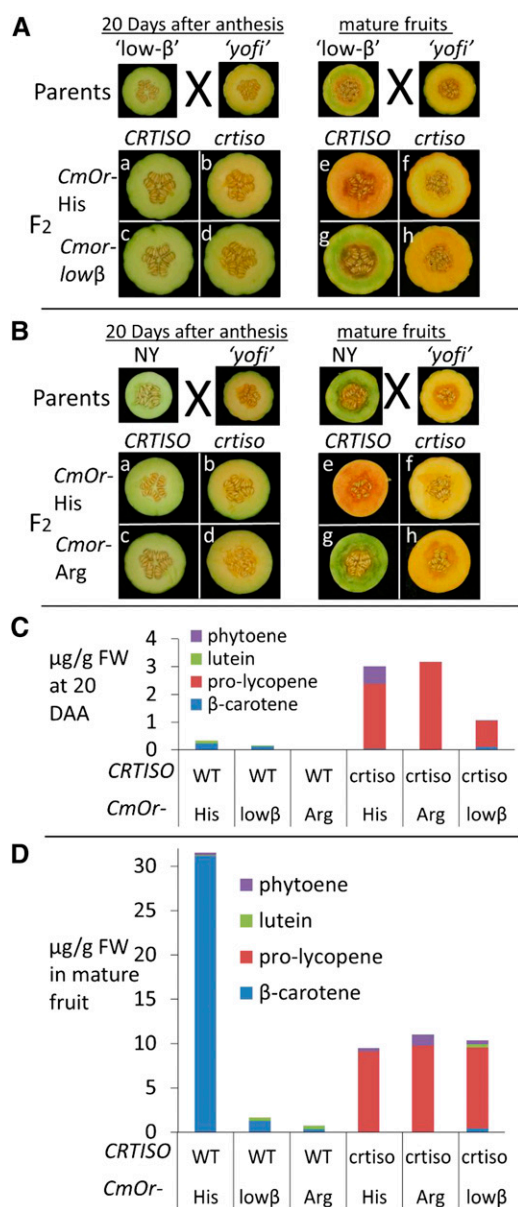 A
20 Days after anthesis mature fruits
'low-β' 'yofi' 'low-β' 'yofi'
Parents X X
CRTISO crtiso CRTISO crtiso
CmOr-
His
a b e f
F2
Cmor-
lowβ
c d g h
B
20 Days after anthesis mature fruits
NY 'yofi' NY 'yofi'
Parents X X
CRTISO crtiso CRTISO crtiso
CmOr-
His
a b e f
F2
Cmor-
Arg
c d g h
C
µg/g FW
at 20
DAA
4
3
2
1
0
phytoene
lutein
pro-lycopene
β-carotene
CRTISO WT WT WT crtiso crtiso crtiso
CmOr- His lowβ Arg His Arg lowβ
D
µg/g FW
in mature
fruit
30
25
20
15
10
5
0
phytoene
lutein
pro-lycopene
β-carotene
CRTISO WT WT WT crtiso crtiso crtiso
CmOr- His lowβ Arg His Arg lowβ